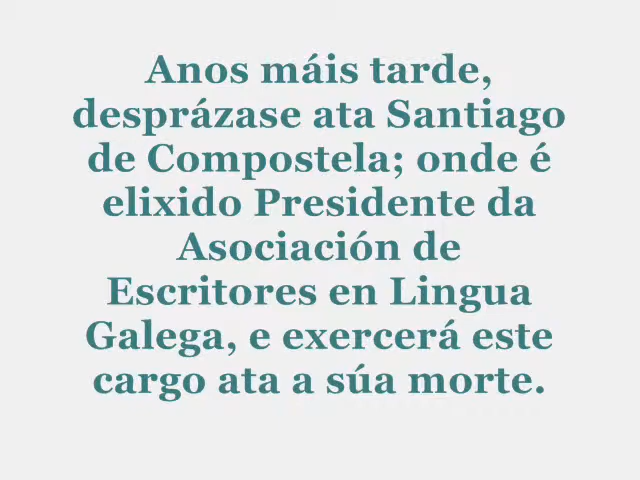 Anos máis tarde,
desprázase ata Santiago
de Compostela; onde é
elixido Presidente da
Asociación de
Escritores en Lingua
Galega, e exercerá este
cargo ata a súa morte.